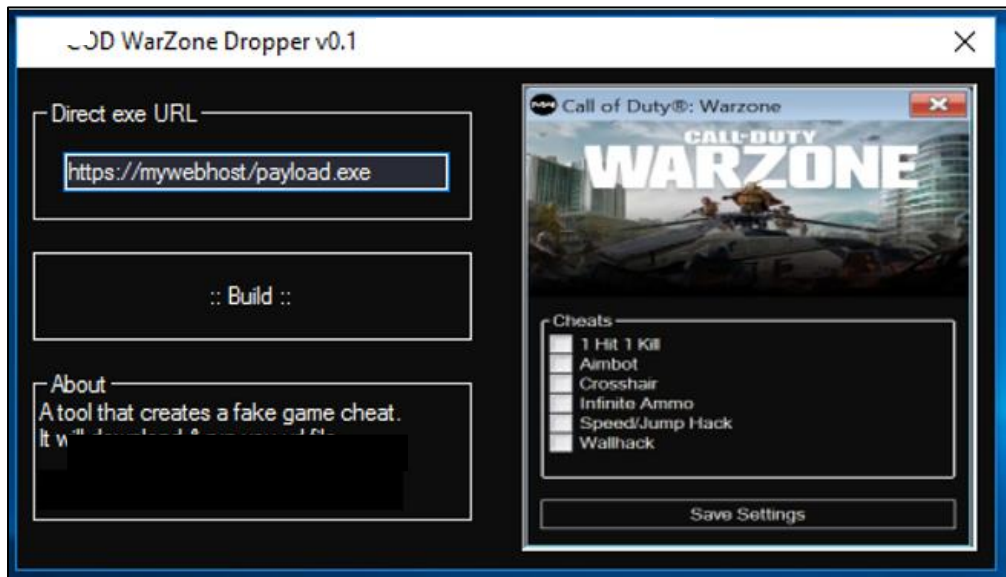 OD WarZone Dropper v0.1
Direct exe URL
https://mywebhost/payload.exe
:: Build ::
About
A tool that creates a fake game cheat.
It
Call of Duty®: Warzone
CALL OF DUTY
WARZONE
Cheats
1 Hit 1 Kill
Aimbot
Crosshair
Infinite Ammo
Speed/Jump Hack
Wallhack
Save Settings